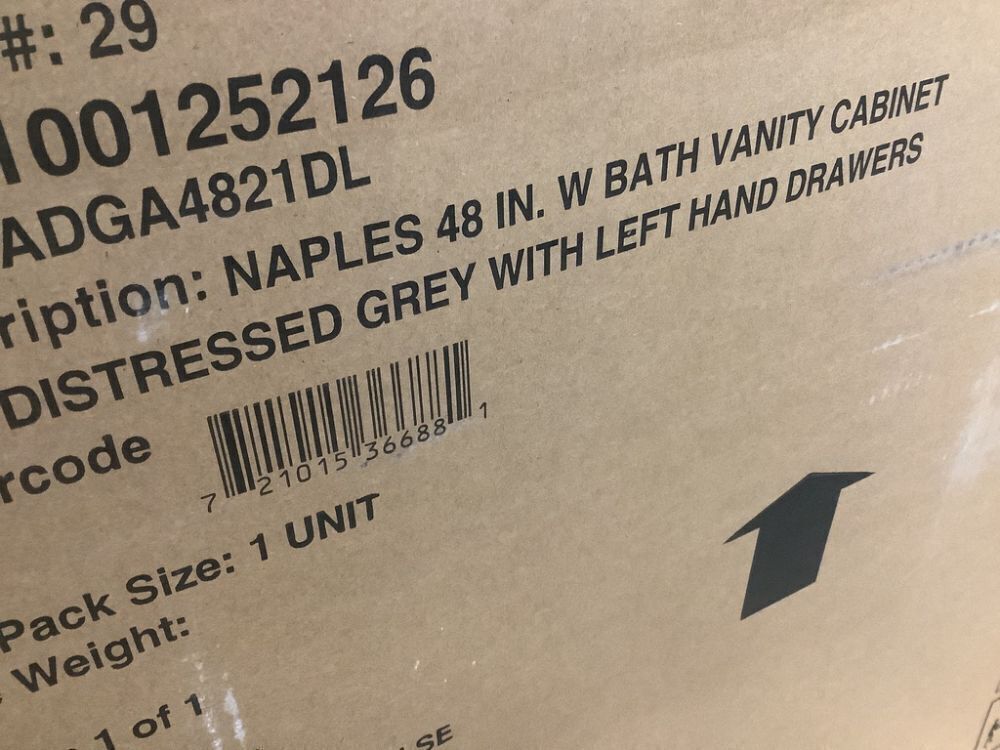 #: 29
1001252126
ADGA4821DL
ription: NAPLES 48 IN. W BATH VANITY CABINET
DISTRESSED GREY WITH LEFT HAND DRAWERS
rcode
7 21015 36688 1
Pack Size: 1 UNIT
Weight:
1 of 1
SE